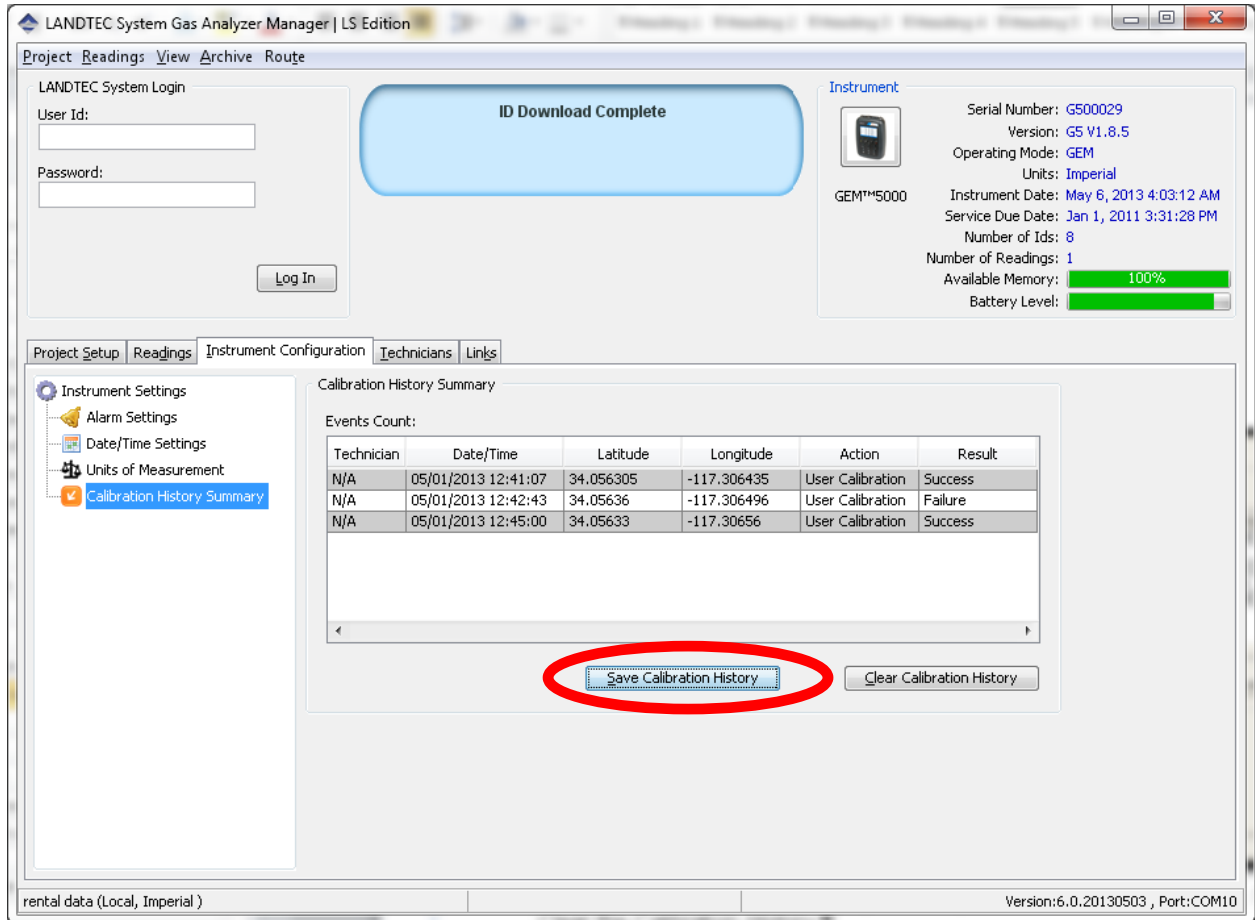 LANDTEC System Gas Analyzer Manager | LS Edition
Project Readings View Archive Route
LANDTEC System Login
User Id:
Password:
Log In
ID Download Complete
Instrument
GEM™5000
Serial Number: G500029
Version: G5 V1.8.5
Operating Mode: GEM
Units: Imperial
Instrument Date: May 6, 2013 4:03:12 AM
Service Due Date: Jan 1, 2011 3:31:28 PM
Number of Ids: 8
Number of Readings: 1
Available Memory: 100%
Battery Level:
Project Setup Readings Instrument Configuration Technicians Links
Instrument Settings
Alarm Settings
Date/Time Settings
Units of Measurement
Calibration History Summary
Calibration History Summary
Events Count:
Technician Date/Time Latitude Longitude Action Result
N/A 05/01/2013 12:41:07 34.056305 -117.306435 User Calibration Success
N/A 05/01/2013 12:42:43 34.05636 -117.306496 User Calibration Failure
N/A 05/01/2013 12:45:00 34.05633 -117.30656 User Calibration Success
Save Calibration History Clear Calibration History
rental data (Local, Imperial ) Version:6.0.20130503 , Port:COM10